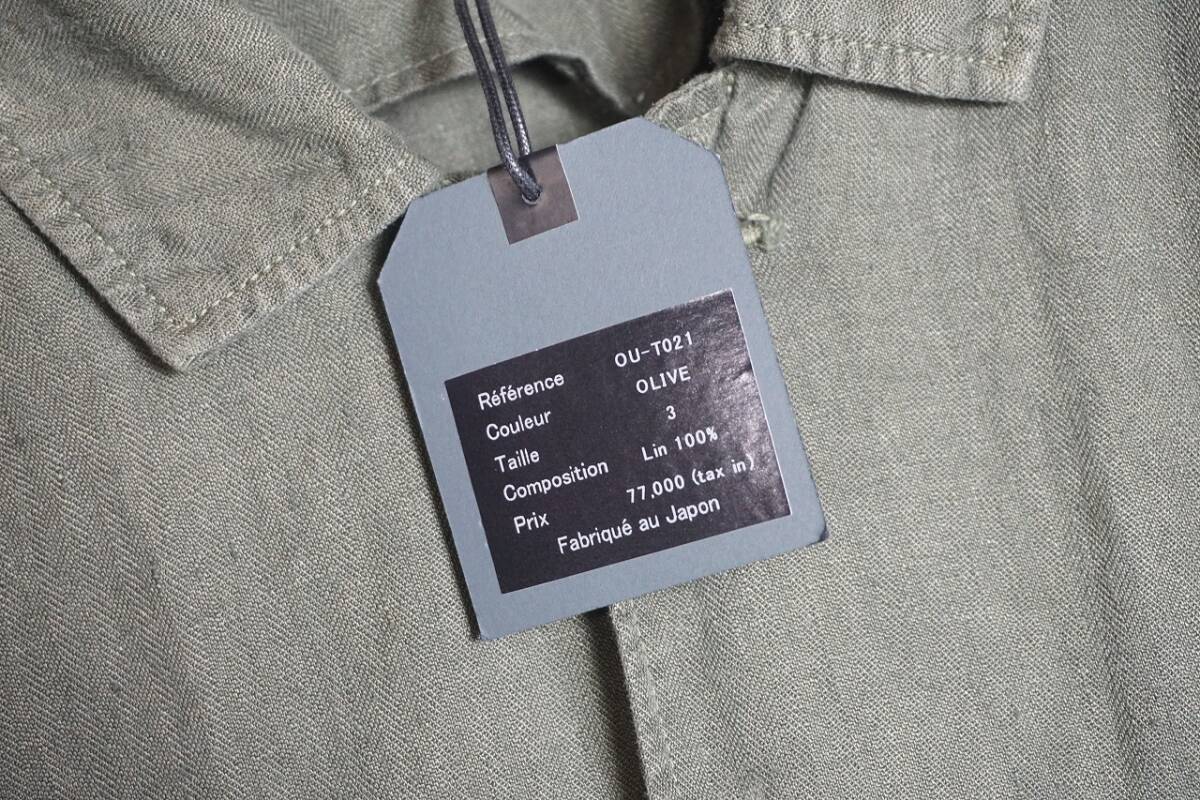 Référence OU-T021
Couleur OLIVE
Taille 3
Composition Lin 100%
Prix 77,000 (tax in)
Fabriqué au Japon